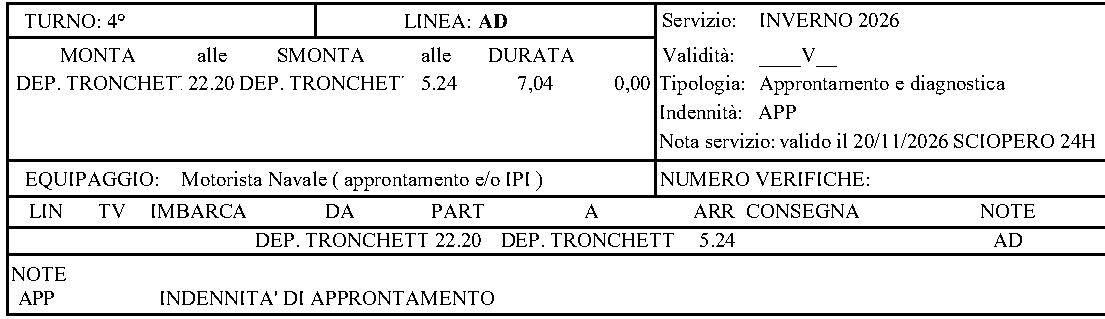 TURNO: 4° LINEA: AD Servizio: INVERNO 2026
MONTA alle SMONTA alle DURATA Validità: ____V__
DEP. TRONCHETT 22.20 DEP. TRONCHET 5.24 7,04 0,00 Tipologia: Approntamento e diagnostica
Indennità: APP
Nota servizio: valido il 20/11/2026 SCIOPERO 24H
EQUIPAGGIO: Motorista Navale ( approntamento e/o IPI ) NUMERO VERIFICHE:
LIN TV IMBARCA DA PART A ARR CONSEGNA NOTE
DEP. TRONCHETT 22.20 DEP. TRONCHETT 5.24 AD
NOTE
APP INDENNITA' DI APPRONTAMENTO